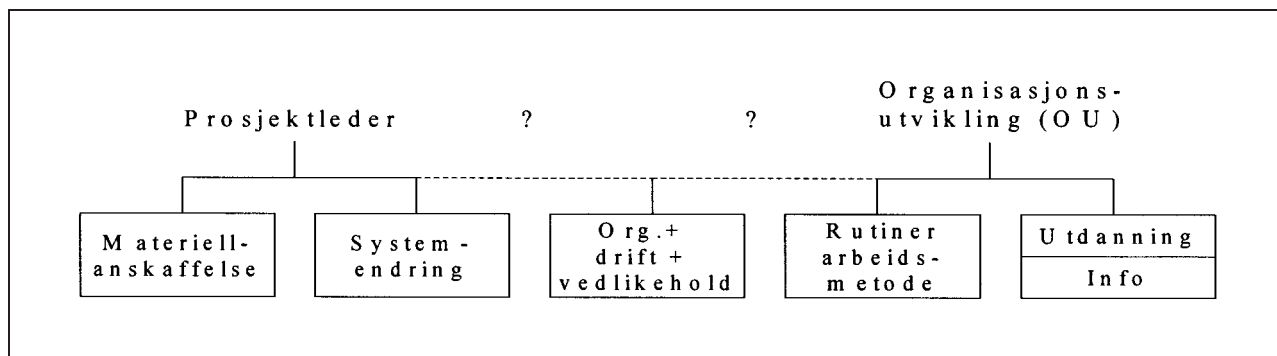 Prosjektleder ? ? Organisasjons-
utvikling (OU)
Materiell-
anskaffelse
System-
endring
Org.+
drift +
vedlikehold
Rutiner
arbeids-
metode
Utdanning
Info